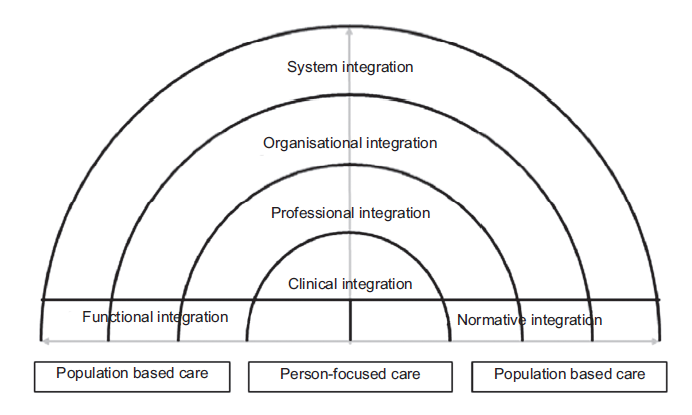 System integration
Organisational integration
Professional integration
Clinical integration
Functional integration
Normative integration
Population based care
Person-focused care
Population based care